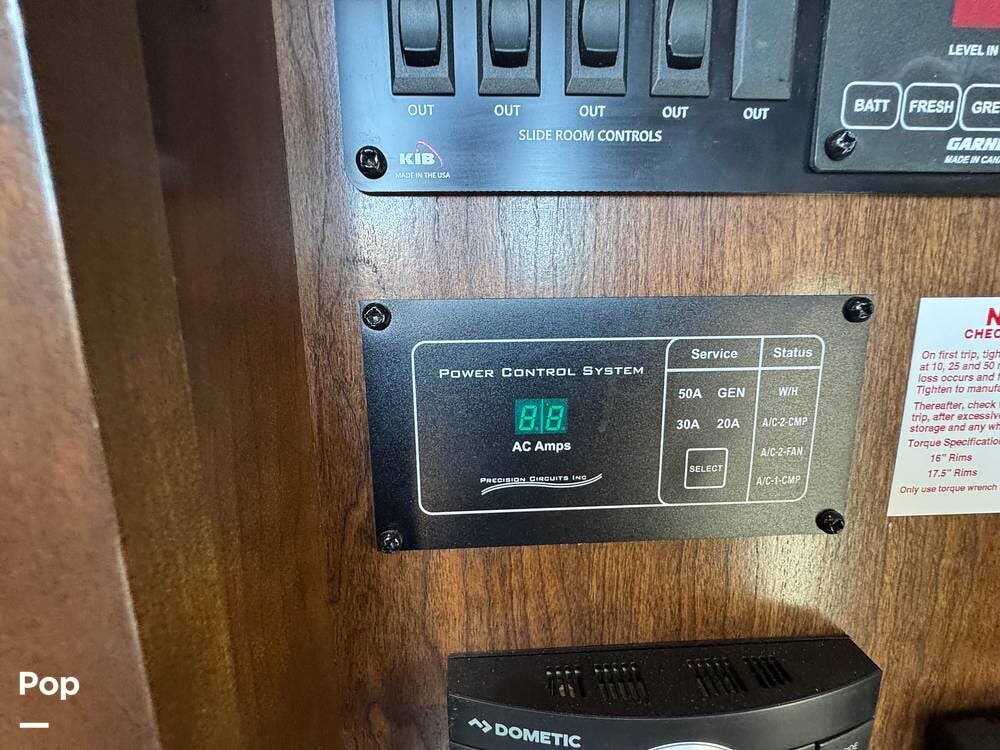 OUT OUT OUT OUT OUT
SLIDE ROOM CONTROLS
KIB
MADE IN THE USA
LEVEL IN
BATT FRESH GRE
GARNE
MADE IN CANA
POWER CONTROL SYSTEM
8.8.
AC Amps
PRECISION CIRCUITS INC
Service Status
50A GEN W/H
30A 20A A/C-2-CMP
A/C-2-FAN
SELECT
A/C-1-CMP
N
CHEC
On first trip, tigh
at 10, 25 and 50
loss occurs and
Tighten to manufa
Thereafter, check
trip, after excessiv
storage and any wh
Torque Specification
16" Rims
17.5" Rims
Only use torque wrench
DOMETIC
Pop